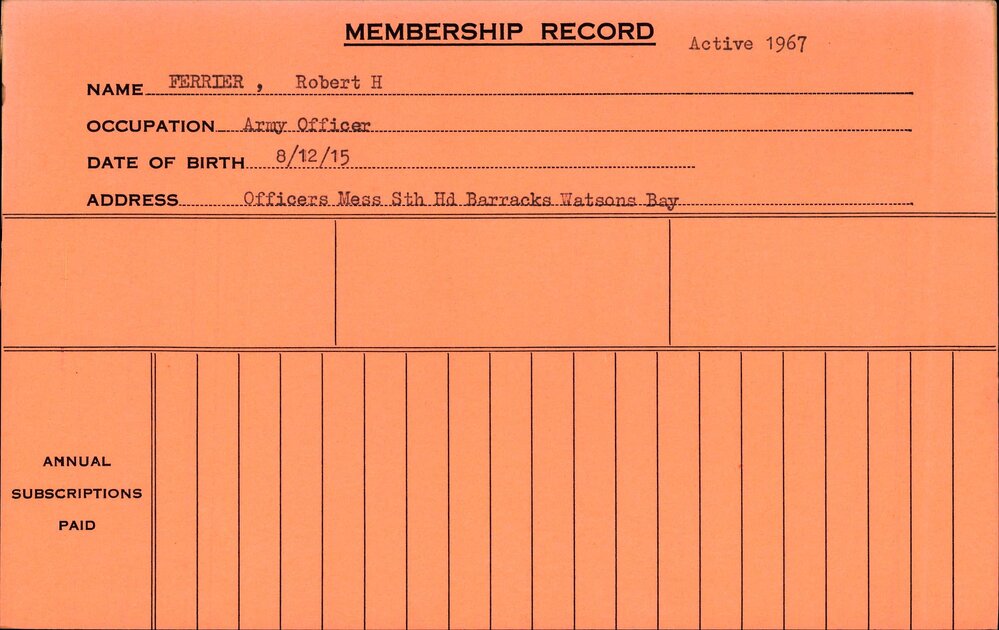 MEMBERSHIP RECORD Active 1967
NAME FERRIER , Robert H
OCCUPATION Army Officer
DATE OF BIRTH 8/12/15
ADDRESS Officers Mess Sth Hd Barracks Watsons Bay
ANNUAL
SUBSCRIPTIONS
PAID